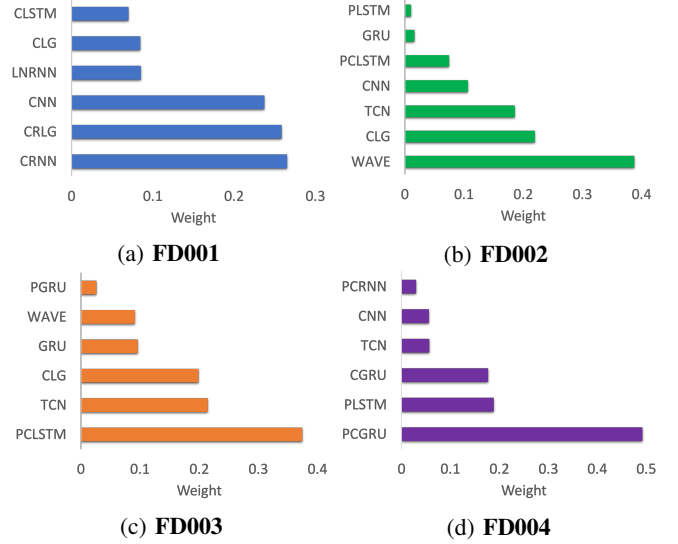 CLSTM
CLG
LNRNN
CNN
CRLG
CRNN
0 0.1 0.2 0.3
Weight
(a) FD001
PLSTM
GRU
PCLSTM
CNN
TCN
CLG
WAVE
0 0.1 0.2 0.3 0.4
Weight
(b) FD002
PGRU
WAVE
GRU
CLG
TCN
PCLSTM
0 0.1 0.2 0.3 0.4
Weight
(c) FD003
PCRNN
CNN
TCN
CGRU
PLSTM
PCGRU
0 0.1 0.2 0.3 0.4 0.5
Weight
(d) FD004